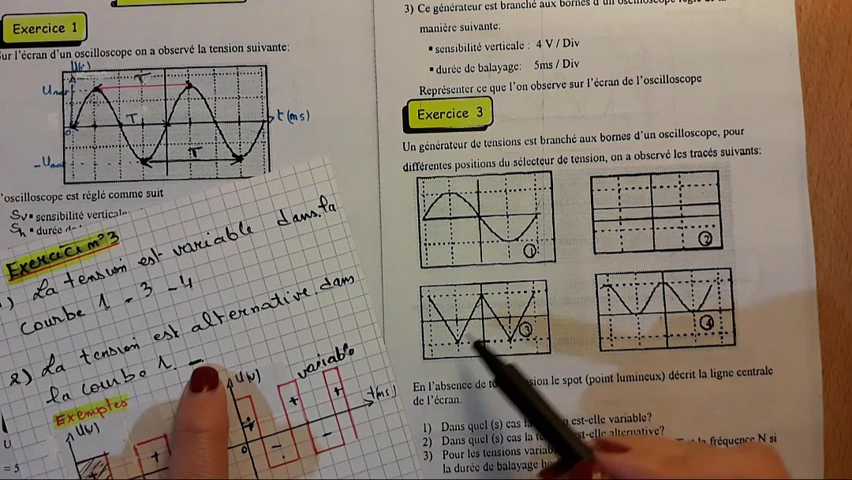 Exercice 1
Sur l'écran d'un oscilloscope on a observé la tension suivante:
T
T
T
t(ms)
l'oscilloscope est réglé comme suit
Sv sensibilité verticale
Sh durée
Exercice n°3
1) La tension est variable dans la
courbe 1 - 3 - 4
2) La tension est alternative dans
la courbe 1.
Exemples
U(v)
+
U(v)
variable
+
+
+
-
-
0
t(ms)
3) Ce générateur est branché aux bornes d'un oscilloscope réglé
manière suivante:
sensibilité verticale : 4 V / Div
durée de balayage: 5ms / Div
Représenter ce que l'on observe sur l'écran de l'oscilloscope
Exercice 3
Un générateur de tensions est branché aux bornes d'un oscilloscope, pour
différentes positions du sélecteur de tension, on a observé les tracés suivants:
1
2
3
4
En l'absence de le spot (point lumineux) décrit la ligne centrale
de l'écran.
1) Dans quel (s) cas est-elle variable?
2) Dans quel (s) cas la est-elle alternative?
3) Pour les tensions fréquence N si
la durée de balayage